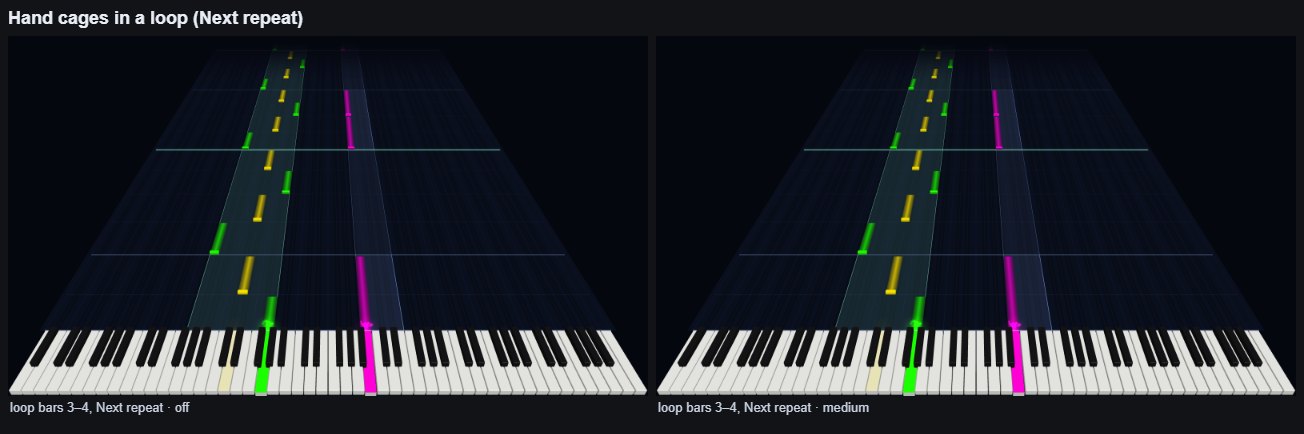 Hand cages in a loop (Next repeat)
loop bars 3–4, Next repeat · off
loop bars 3–4, Next repeat · medium